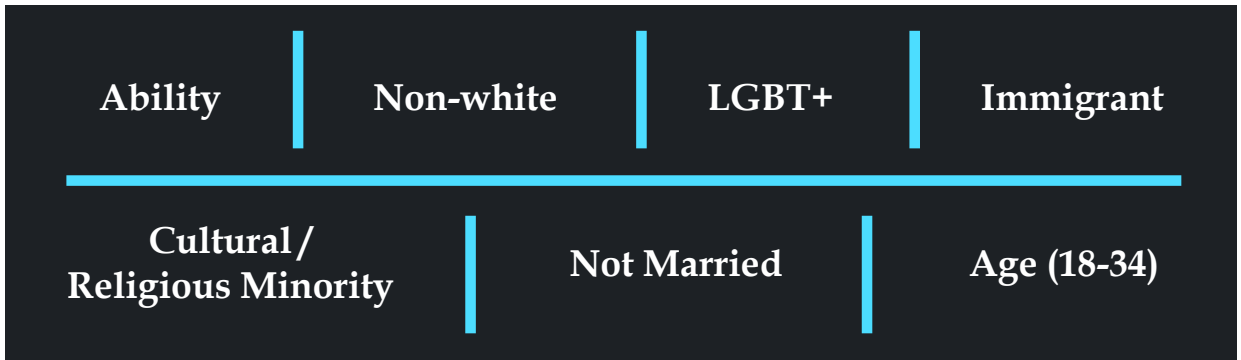 Ability
Non-white
LGBT+
Immigrant
Cultural /
Religious Minority
Not Married
Age (18-34)